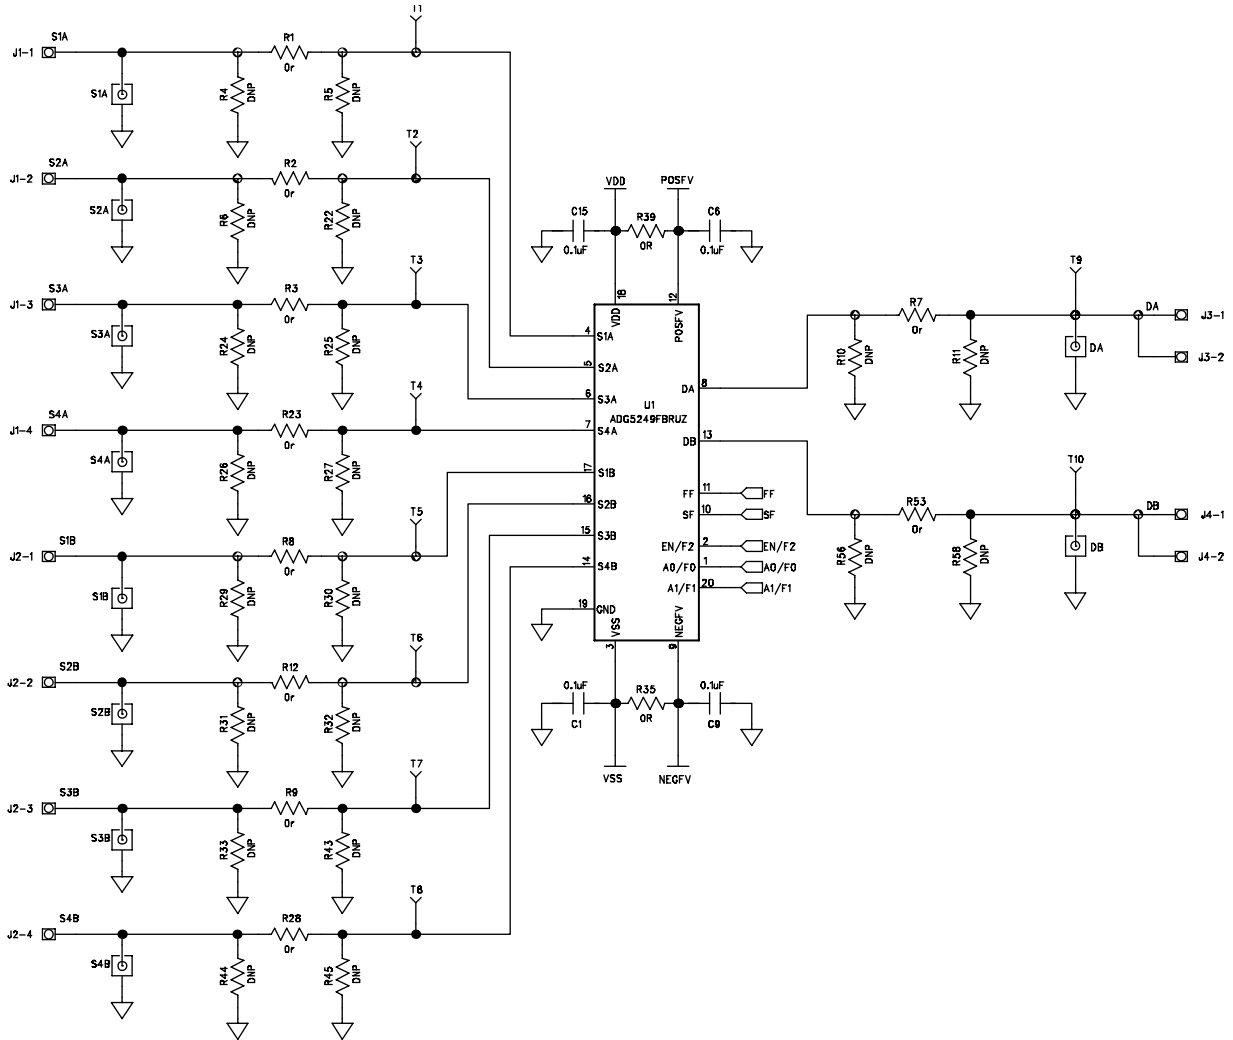 T1
S1A
J1-1
R1
0r
S1A
R4
DNP
R5
DNP
T2
S2A
J1-2
R2
0r
S2A
R6
DNP
R22
DNP
T3
S3A
J1-3
R3
0r
S3A
R24
DNP
R25
DNP
T4
S4A
J1-4
R23
0r
S4A
R26
DNP
R27
DNP
T5
S1B
J2-1
R8
0r
S1B
R29
DNP
R30
DNP
T6
S2B
J2-2
R12
0r
S2B
R31
DNP
R32
DNP
T7
S3B
J2-3
R9
0r
S3B
R33
DNP
R43
DNP
T8
S4B
J2-4
R28
0r
S4B
R44
DNP
R45
DNP
VDD
POSFV
C15
0.1uF
R39
0R
C6
0.1uF
18
VDD
12
POSFV
4 S1A
5 S2A
6 S3A
7 S4A
17 S1B
16 S2B
15 S3B
14 S4B
19 GND
U1
ADG5249FBRUZ
DA 8
DB 13
FF 11 FF
SF 10 SF
EN/F2 2 EN/F2
A0/F0 1 A0/F0
A1/F1 20 A1/F1
VSS
3
NEGFV
9
0.1uF
C1
R35
0R
0.1uF
C9
VSS
NEGFV
T9
R7
0r
DA
J3-1
J3-2
R10
DNP
R11
DNP
DA
T10
R53
0r
DB
J4-1
J4-2
R56
DNP
R58
DNP
DB